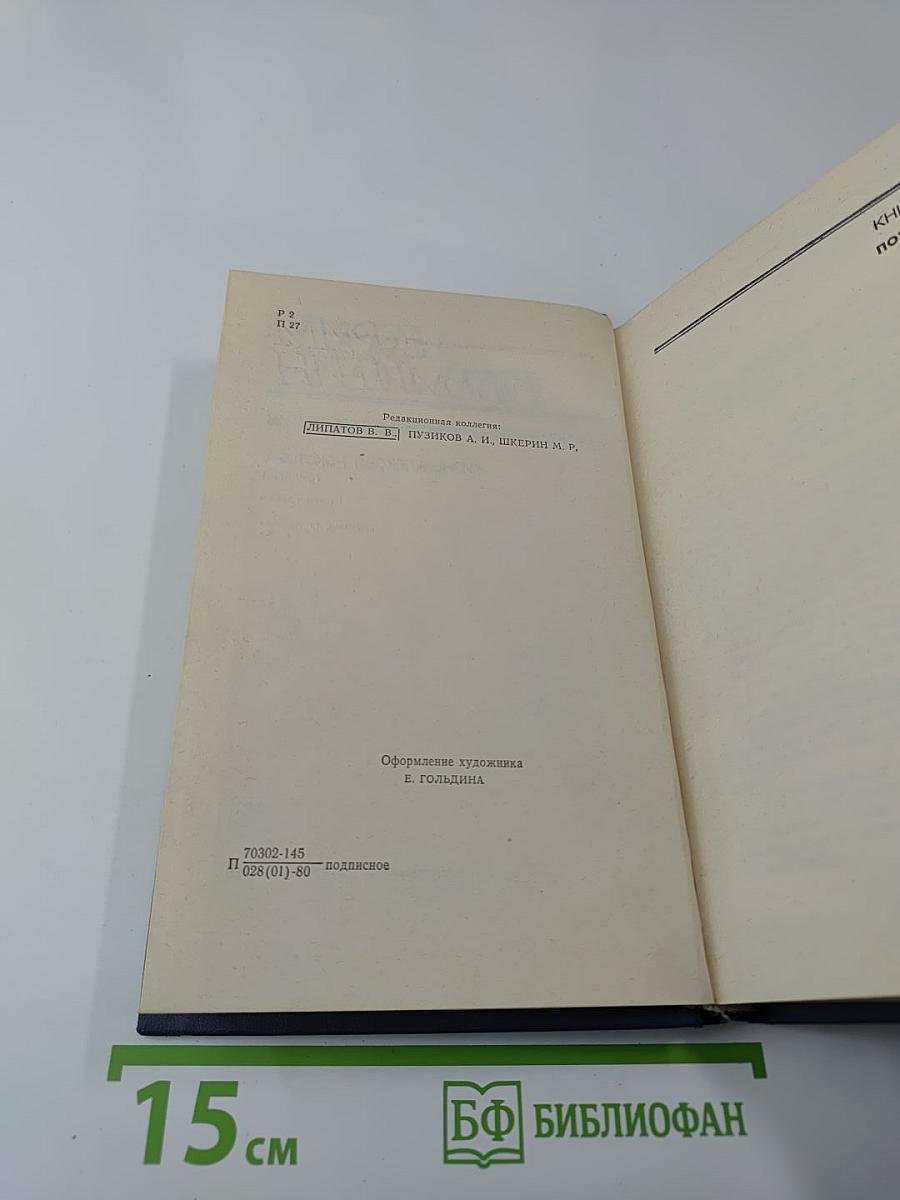 Р 2
П 27
Редакционная коллегия:
ЛИПАТОВ В. В., ПУЗИКОВ А. И., ШКЕРИН М. Р.
Оформление художника
Е. ГОЛЬДИНА
П 70302-145
028(01)-80 подписное
15 см
БФ БИБЛИОФАН